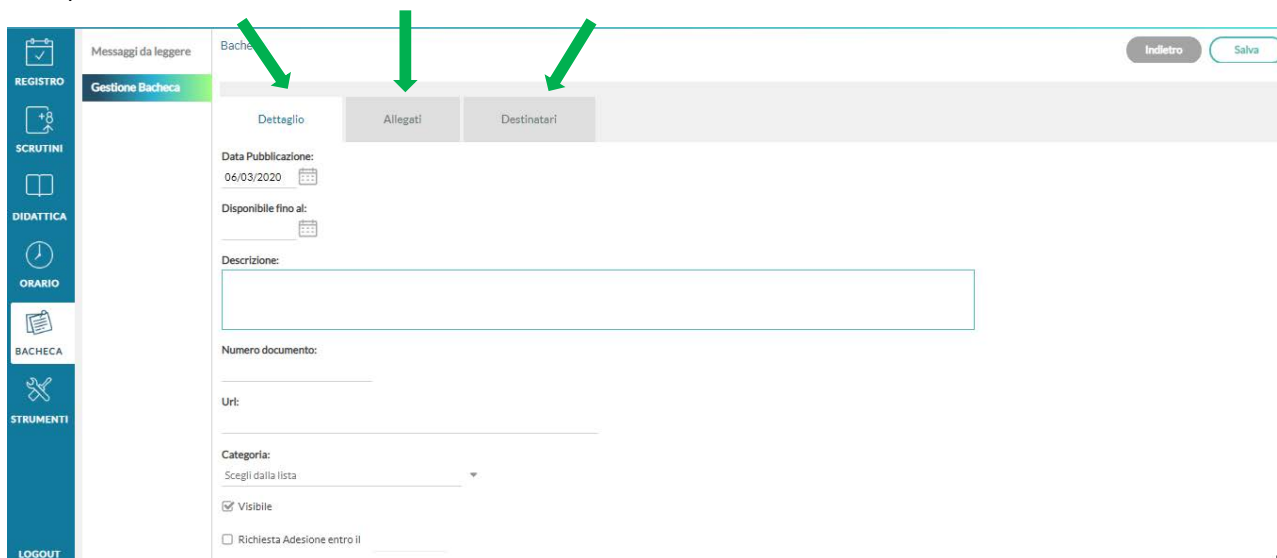 REGISTRO
SCRUTINI
DIDATTICA
ORARIO
BACHECA
STRUMENTI
LOGOUT
Messaggi da leggere
Gestione Bacheca
Indietro
Salva
Dettaglio
Allegati
Destinatari
Data Pubblicazione:
06/03/2020
Disponibile fino al:
Descrizione:
Numero documento:
Url:
Categoria:
Scegli dalla lista
Visibile
Richiesta Adesione entro il